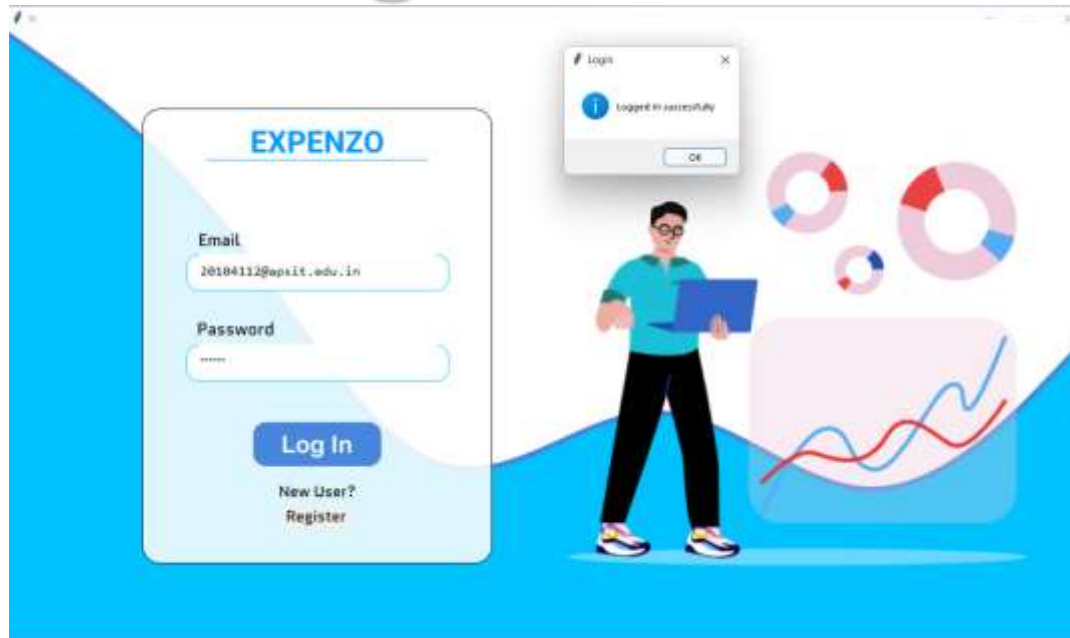 Login
Logged in successfully
OK
EXPENZO
Email
20104112@apsit.edu.in
Password
******
Log In
New User?
Register